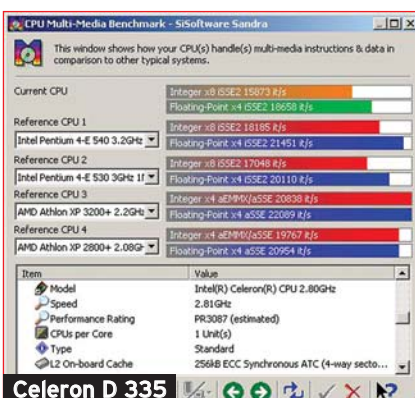 CPU Multi-Media Benchmark - SiSoftware Sandra
This window shows how your CPU(s) handle(s) multi-media instructions & data in
comparison to other typical systems.
Current CPU
Integer x8 iSSE2 15873 it/s
Floating-Point x4 iSSE2 18658 it/s
Reference CPU 1
Integer x8 iSSE2 18185 it/s
Intel Pentium 4-E 540 3.2GHz
Floating-Point x4 iSSE2 21451 it/s
Reference CPU 2
Integer x8 iSSE2 17048 it/s
Intel Pentium 4-E 530 3GHz 1I
Floating-Point x4 iSSE2 20110 it/s
Reference CPU 3
Integer x4 aEMMX/aSSE 20838 it/s
AMD Athlon XP 3200+ 2.2GHz
Floating-Point x4 aSSE 22089 it/s
Reference CPU 4
Integer x4 aEMMX/aSSE 19767 it/s
AMD Athlon XP 2800+ 2.08GH
Floating-Point x4 aSSE 20954 it/s
Item Value
Model Intel(R) Celeron(R) CPU 2.80GHz
Speed 2.81GHz
Performance Rating PR3087 (estimated)
CPUs per Core 1 Unit(s)
Type Standard
L2 On-board Cache 256kB ECC Synchronous ATC (4-way secto...
Celeron D 335